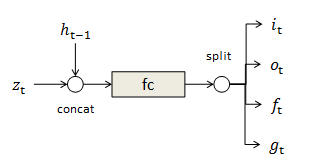 h_{t−1}
z_t
concat
fc
split
i_t
o_t
f_t
g_t